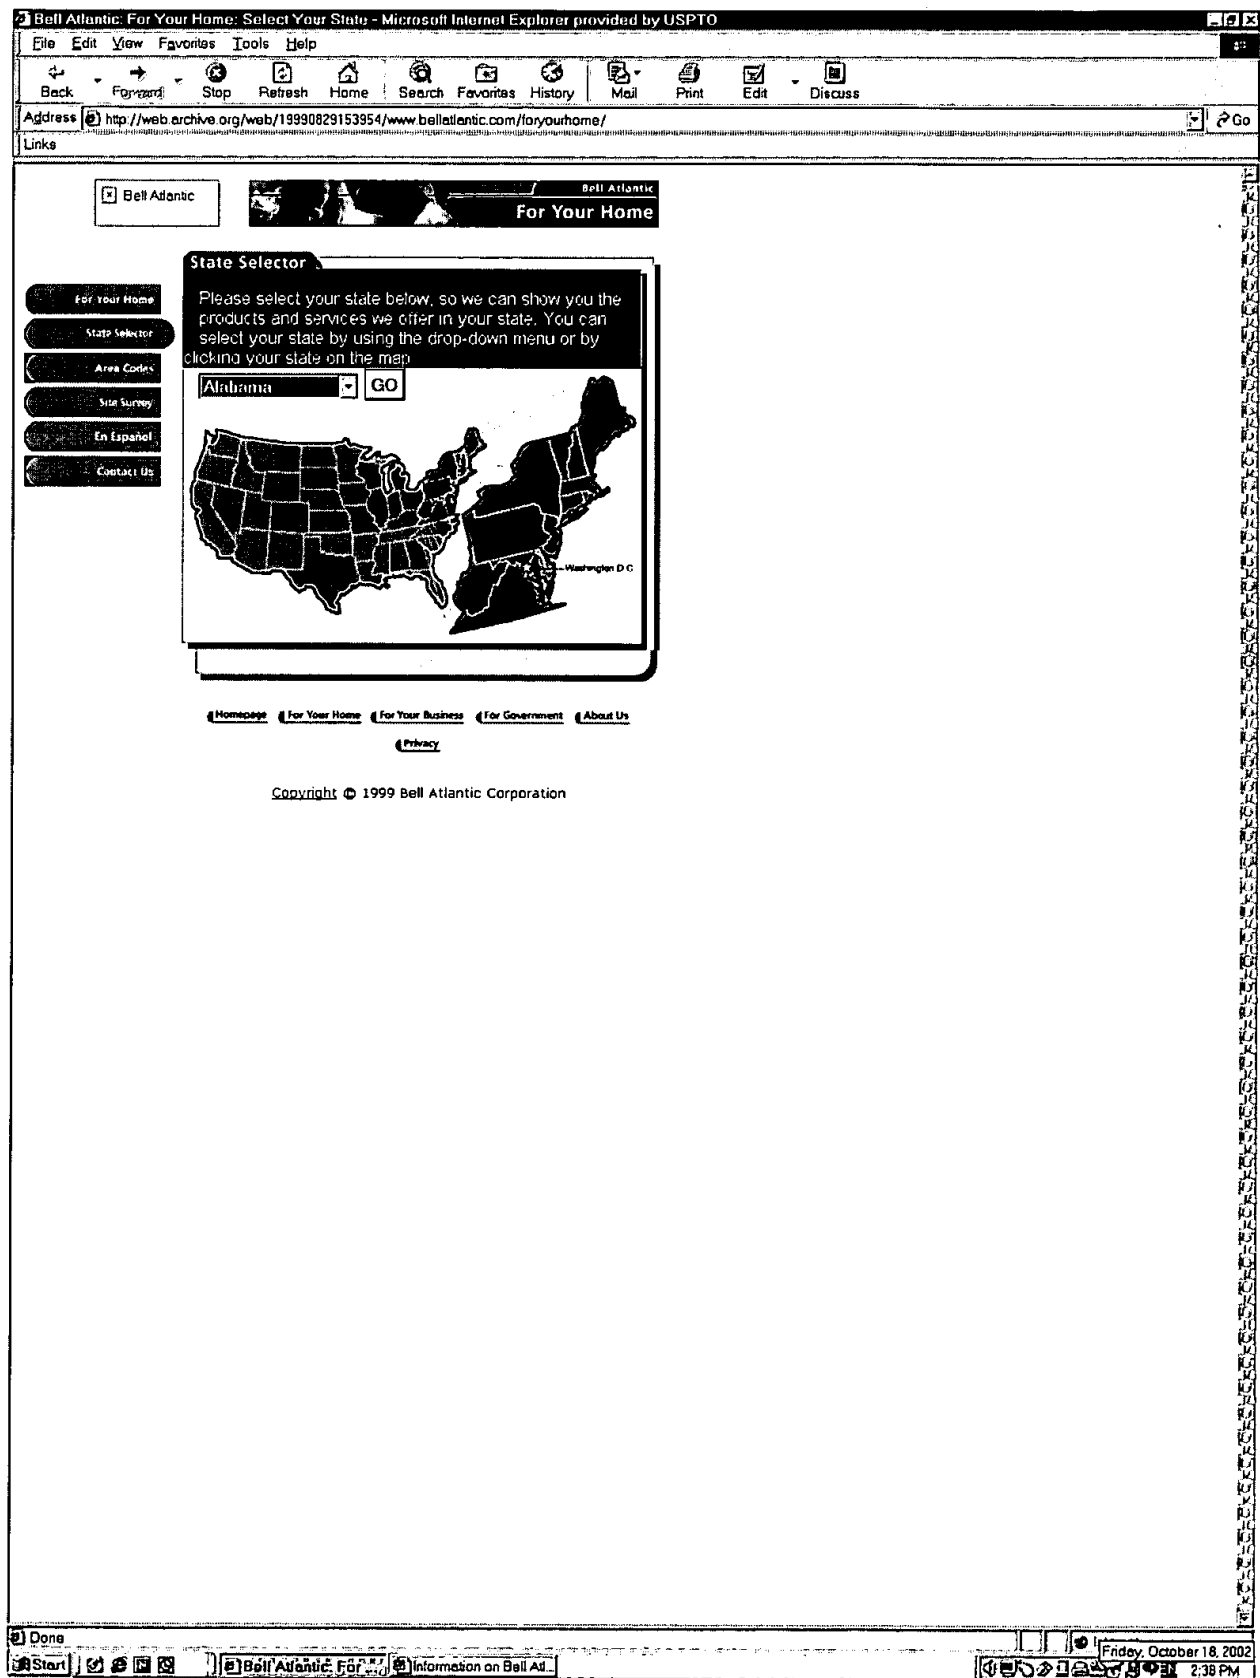 Bell Atlantic: For Your Home: Select Your State - Microsoft Internet Explorer provided by USPTO
File Edit View Favorites Tools Help
Back Forward Stop Refresh Home Search Favorites History Mail Print Edit Discuss
Address http://web.archive.org/web/19990829153954/www.bellatlantic.com/foryourhome/ Go
Links
Bell Atlantic
Bell Atlantic
For Your Home
State Selector
For Your Home
State Selector
Area Codes
Site Survey
En Español
Contact Us
Please select your state below, so we can show you the
products and services we offer in your state. You can
select your state by using the drop-down menu or by
clicking your state on the map
Alabama GO
Washington D C
Homepage For Your Home For Your Business For Government About Us
Privacy
Copyright © 1999 Bell Atlantic Corporation
Done
Friday, October 18, 2002
Start Bell Atlantic: For ... Information on Bell Atl... 2:38 PM